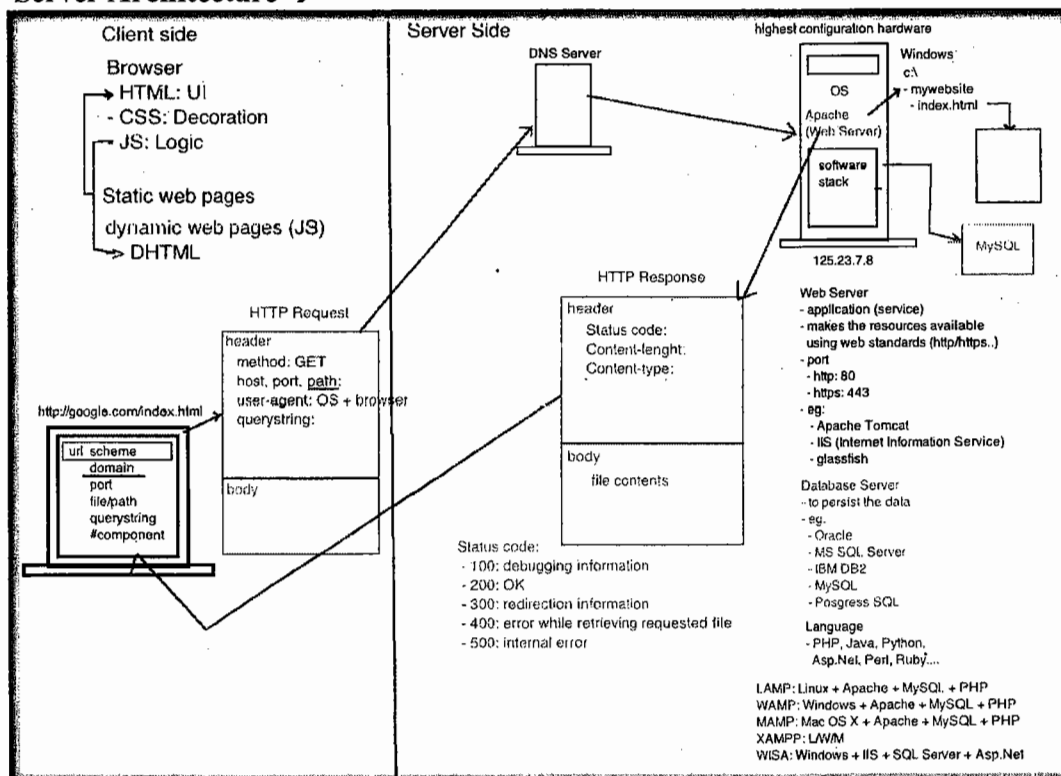 Server Architecture →
Client side
Browser
HTML: UI
- CSS: Decoration
JS: Logic
Static web pages
dynamic web pages (JS)
DHTML
HTTP Request
header
method: GET
host, port, path:
user-agent: OS + browser
querystring:
body
http://google.com/index.html
url scheme
domain
port
file/path
querystring
#component
Server Side
DNS Server
HTTP Response
header
Status code:
Content-lenght:
Content-type:
body
file contents
Status code:
- 100: debugging information
- 200: OK
- 300: redirection information
- 400: error while retrieving requested file
- 500: internal error
highest configuration hardware
OS
Apache
(Web Server)
software
stack
125.23.7.8
Windows
c:\
- mywebsite
- index.html
MySQL
Web Server
- application (service)
- makes the resources available
using web standards (http/https..)
- port
- http: 80
- https: 443
- eg:
- Apache Tomcat
- IIS (Internet Information Service)
- glassfish
Database Server
- to persist the data
- eg.
- Oracle
- MS SQL Server
- IBM DB2
- MySQL
- Posgress SQL
Language
- PHP, Java, Python,
Asp.Net, Perl, Ruby....
LAMP: Linux + Apache + MySQL + PHP
WAMP: Windows + Apache + MySQL + PHP
MAMP: Mac OS X + Apache + MySQL + PHP
XAMPP: L/W/M
WISA: Windows + IIS + SQL Server + Asp.Net